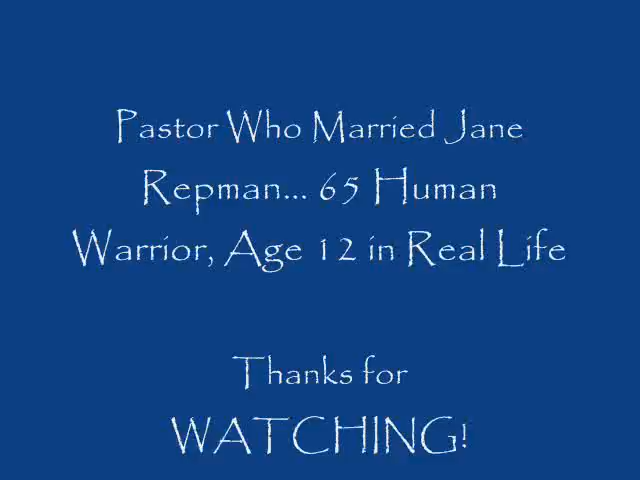 Pastor Who Married Jane
Repman... 65 Human
Warrior, Age 12 in Real Life
Thanks for
WATCHING!